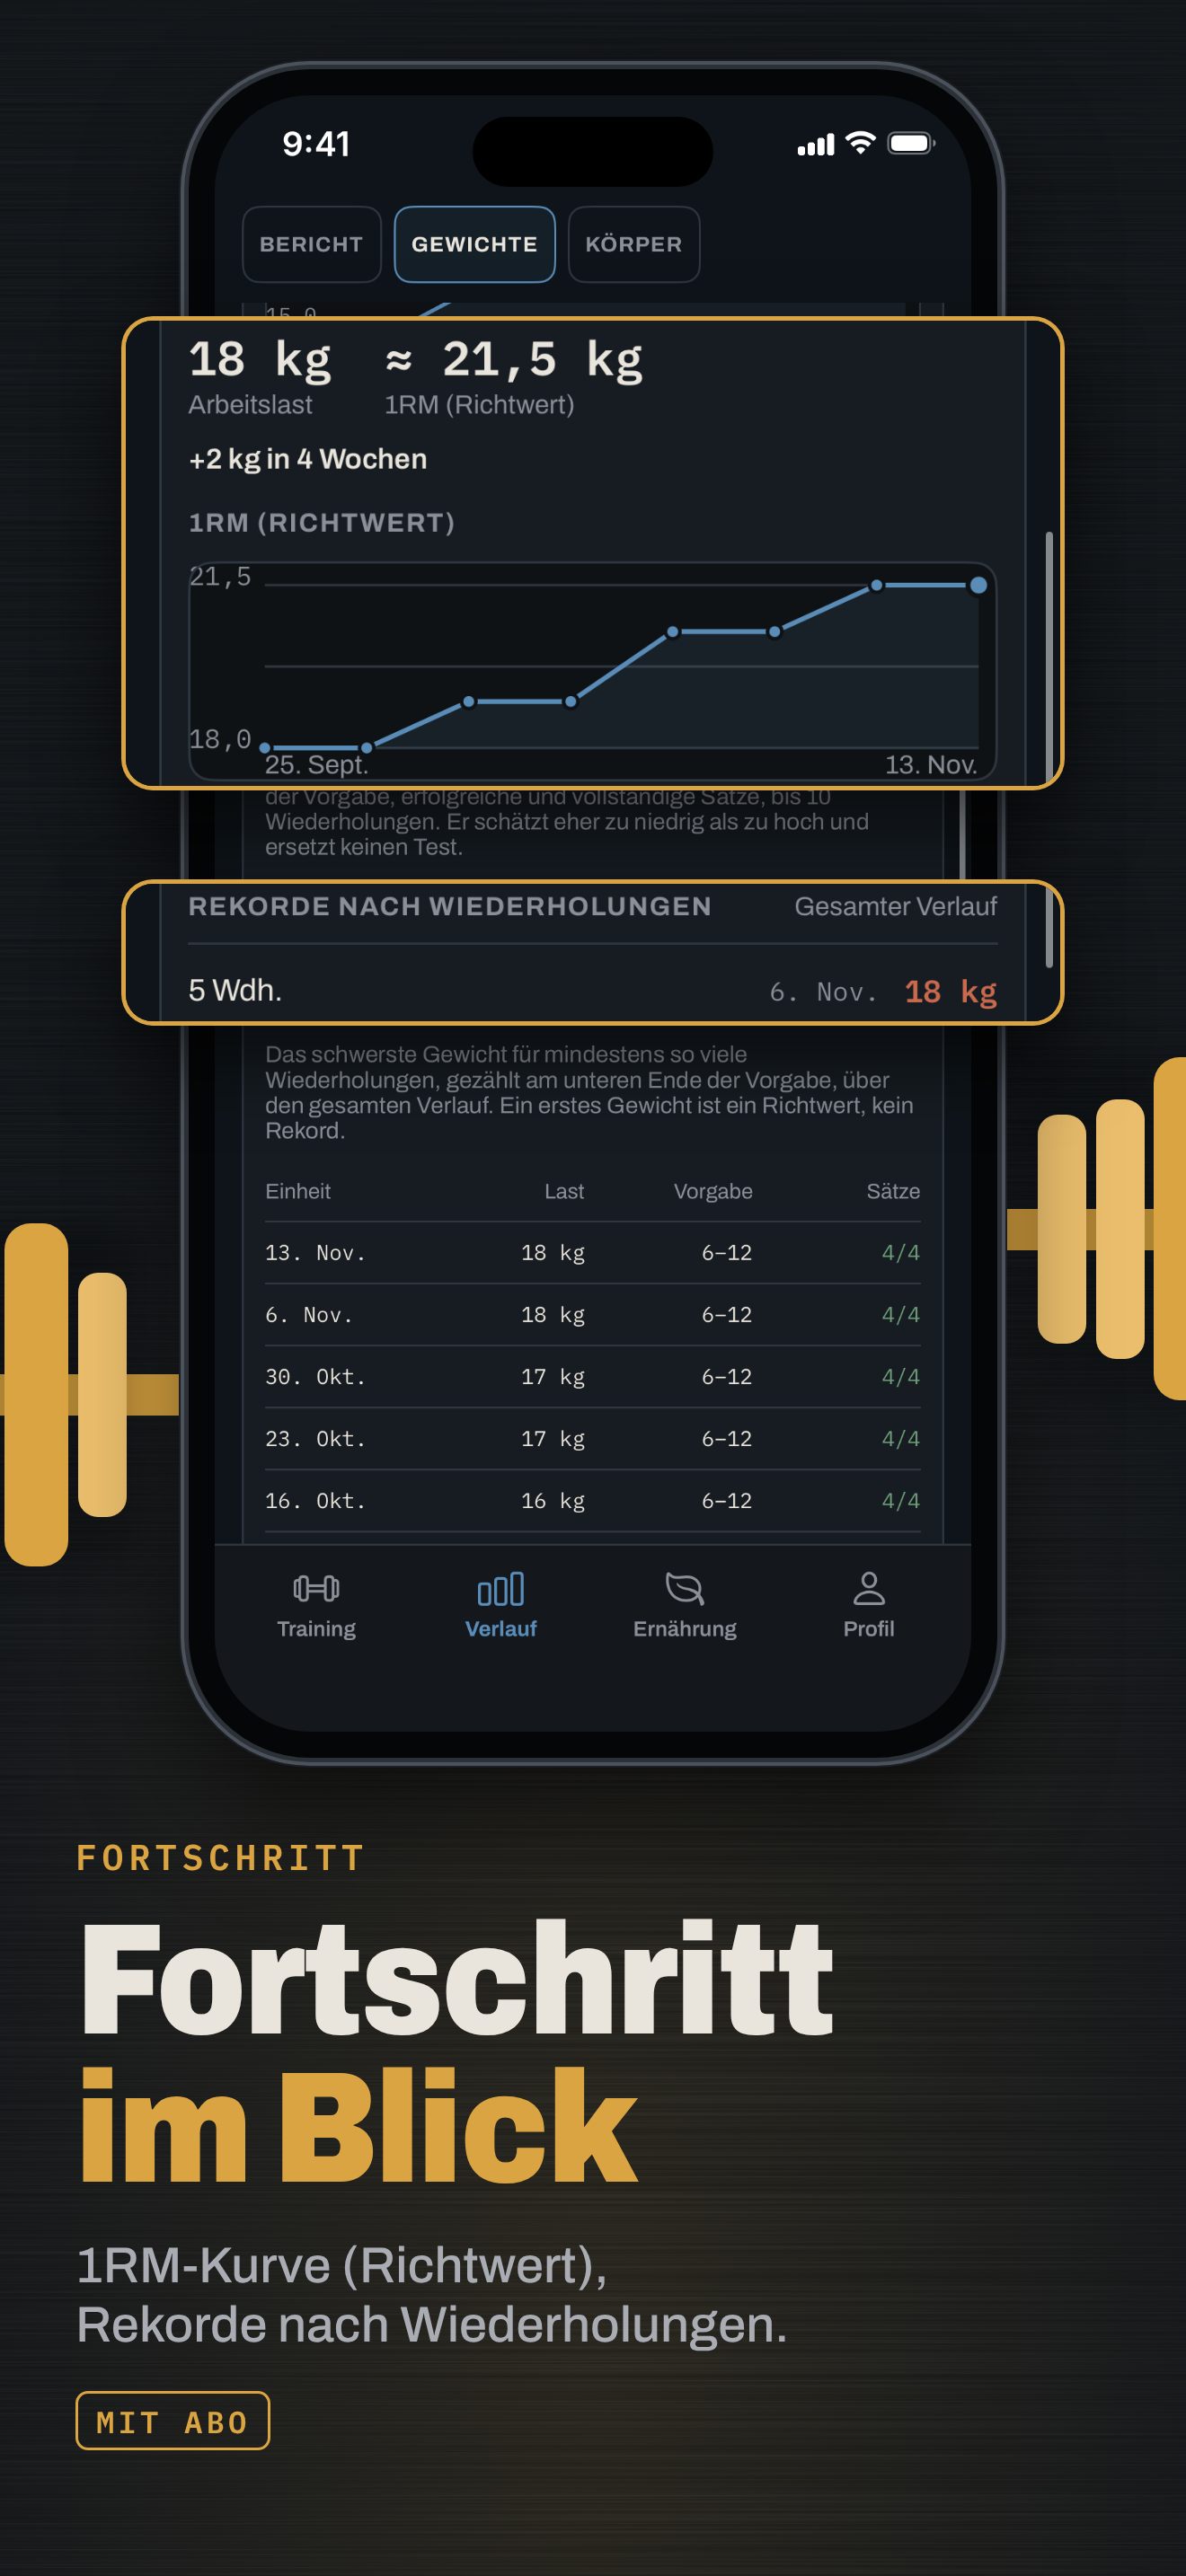 9:41
BERICHT GEWICHTE KÖRPER
15,0
18 kg ≈ 21,5 kg
Arbeitslast 1RM (Richtwert)
+2 kg in 4 Wochen
1RM (RICHTWERT)
21,5
18,0
25. Sept. 13. Nov.
der Vorgabe, erfolgreiche und vollständige Sätze, bis 10
Wiederholungen. Er schätzt eher zu niedrig als zu hoch und
ersetzt keinen Test.
REKORDE NACH WIEDERHOLUNGEN Gesamter Verlauf
5 Wdh. 6. Nov. 18 kg
Das schwerste Gewicht für mindestens so viele
Wiederholungen, gezählt am unteren Ende der Vorgabe, über
den gesamten Verlauf. Ein erstes Gewicht ist ein Richtwert, kein
Rekord.
Einheit Last Vorgabe Sätze
13. Nov. 18 kg 6–12 4/4
6. Nov. 18 kg 6–12 4/4
30. Okt. 17 kg 6–12 4/4
23. Okt. 17 kg 6–12 4/4
16. Okt. 16 kg 6–12 4/4
Training Verlauf Ernährung Profil
FORTSCHRITT
Fortschritt
im Blick
1RM-Kurve (Richtwert),
Rekorde nach Wiederholungen.
MIT ABO